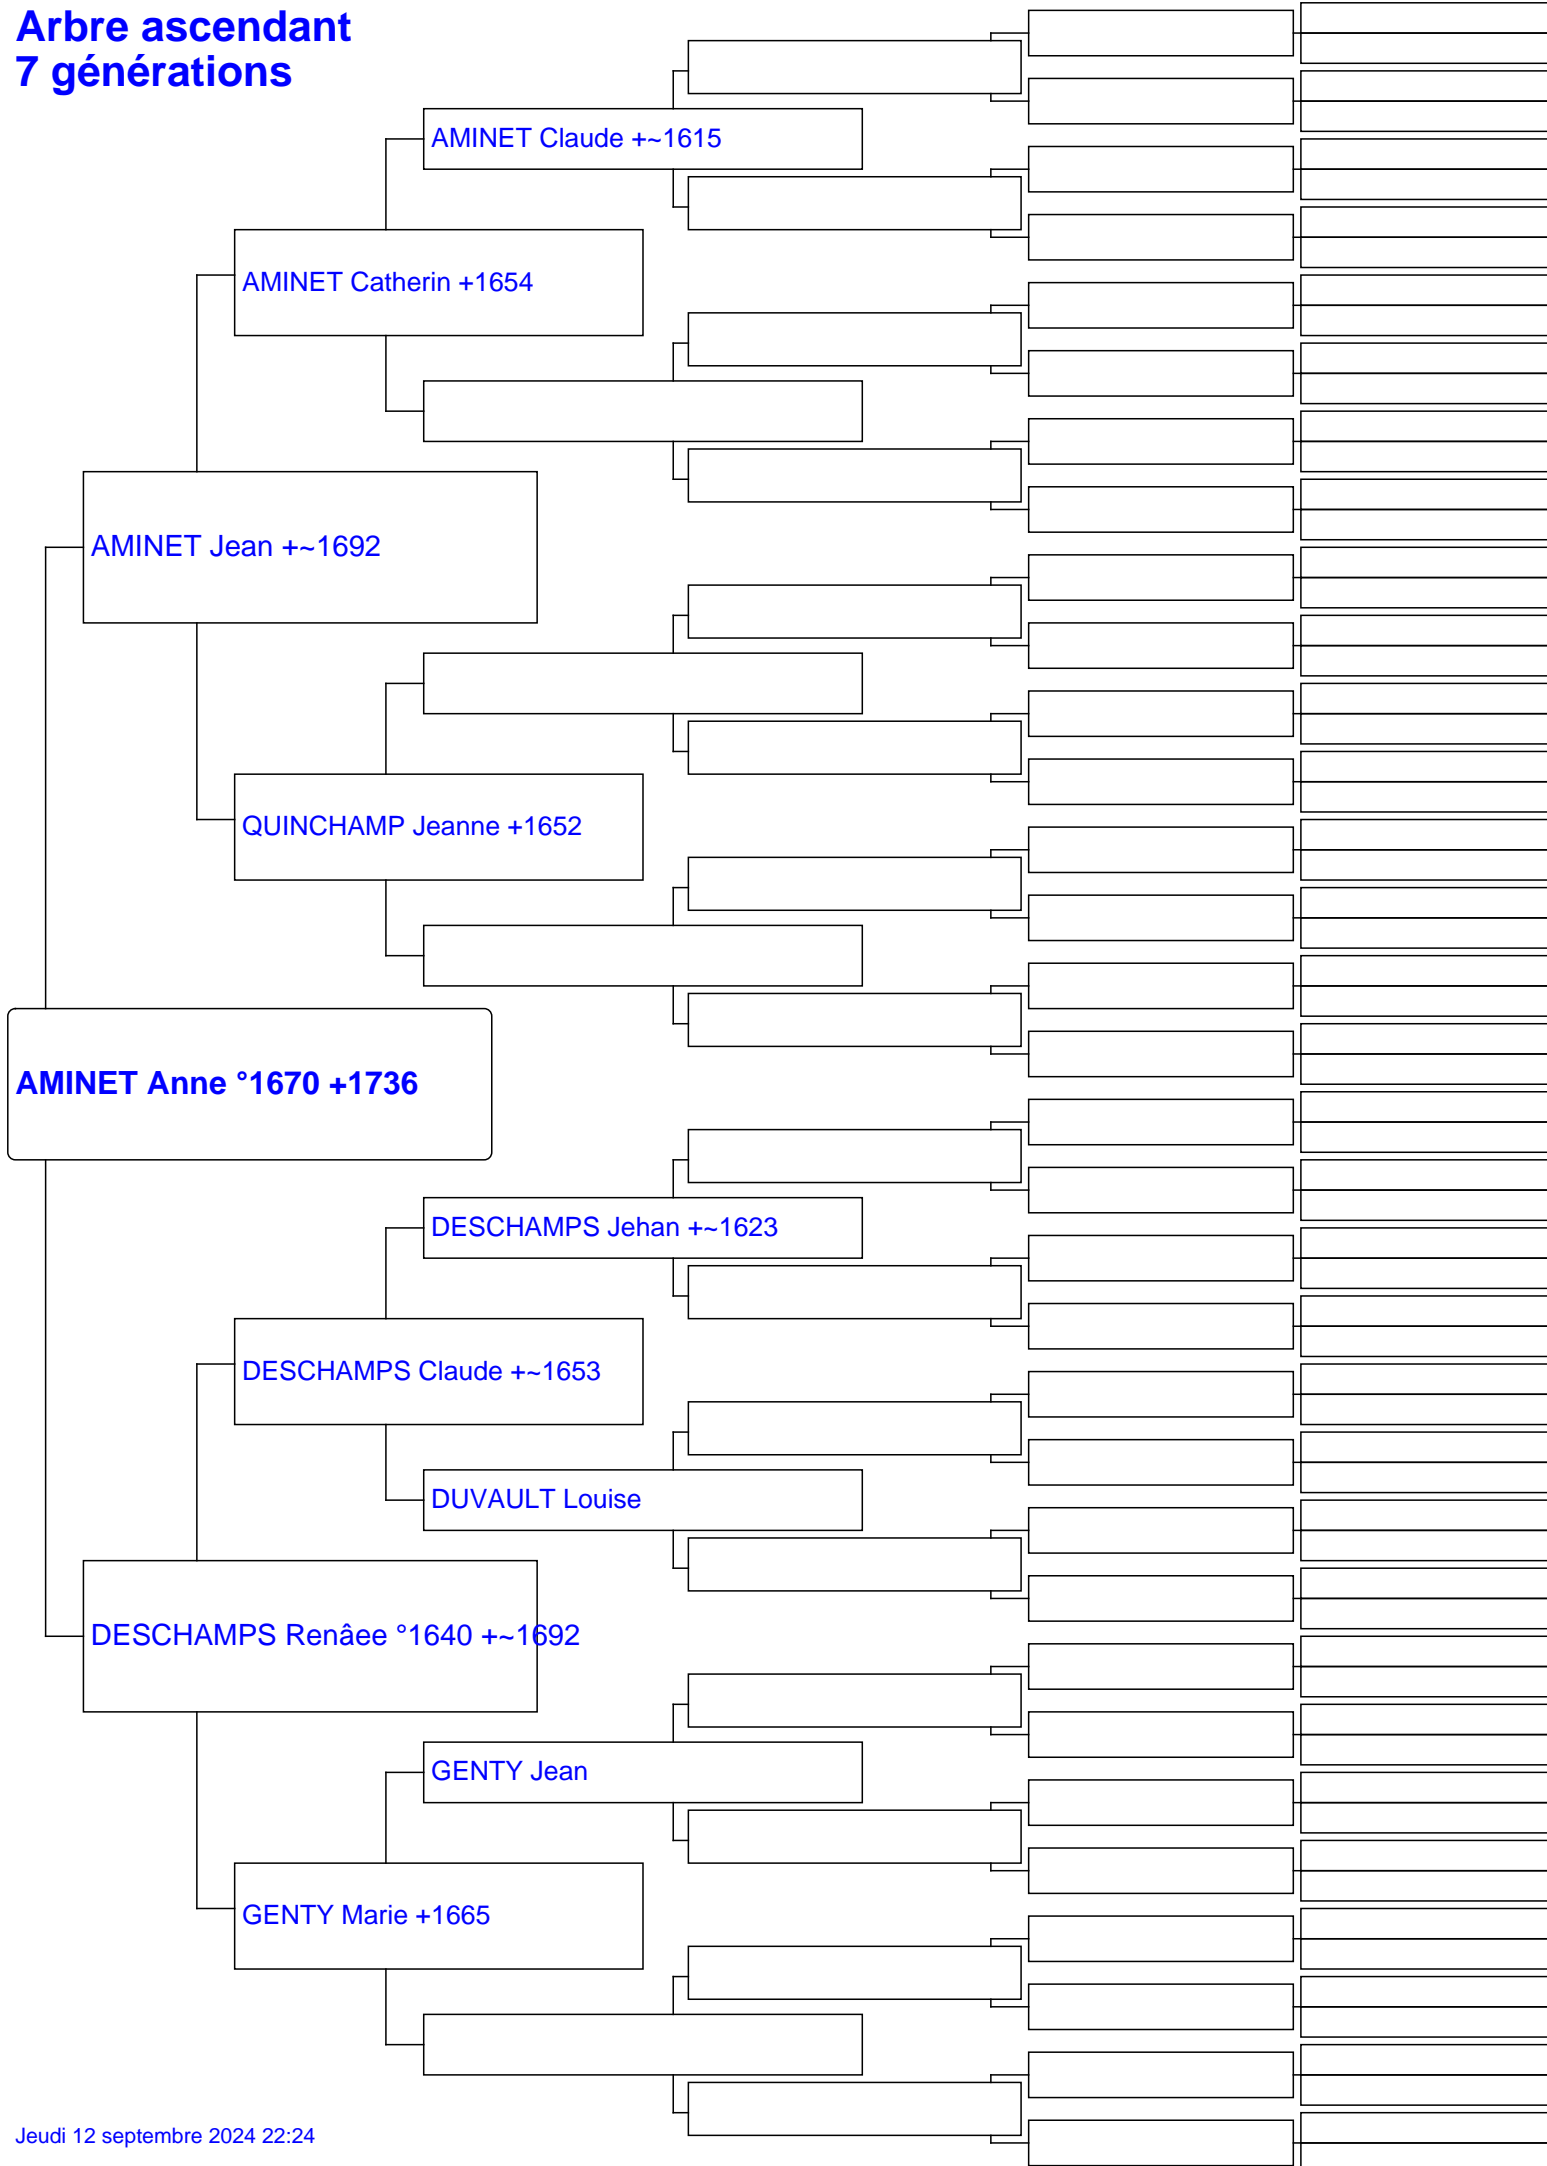 Arbre ascendant
7 générations
AMINET Claude +~1615
AMINET Catherin +1654
AMINET Jean +~1692
QUINCHAMP Jeanne +1652
AMINET Anne °1670 +1736
DESCHAMPS Jehan +~1623
DESCHAMPS Claude +~1653
DUVAULT Louise
DESCHAMPS Renâee °1640 +~1692
GENTY Jean
GENTY Marie +1665
Jeudi 12 septembre 2024 22:24